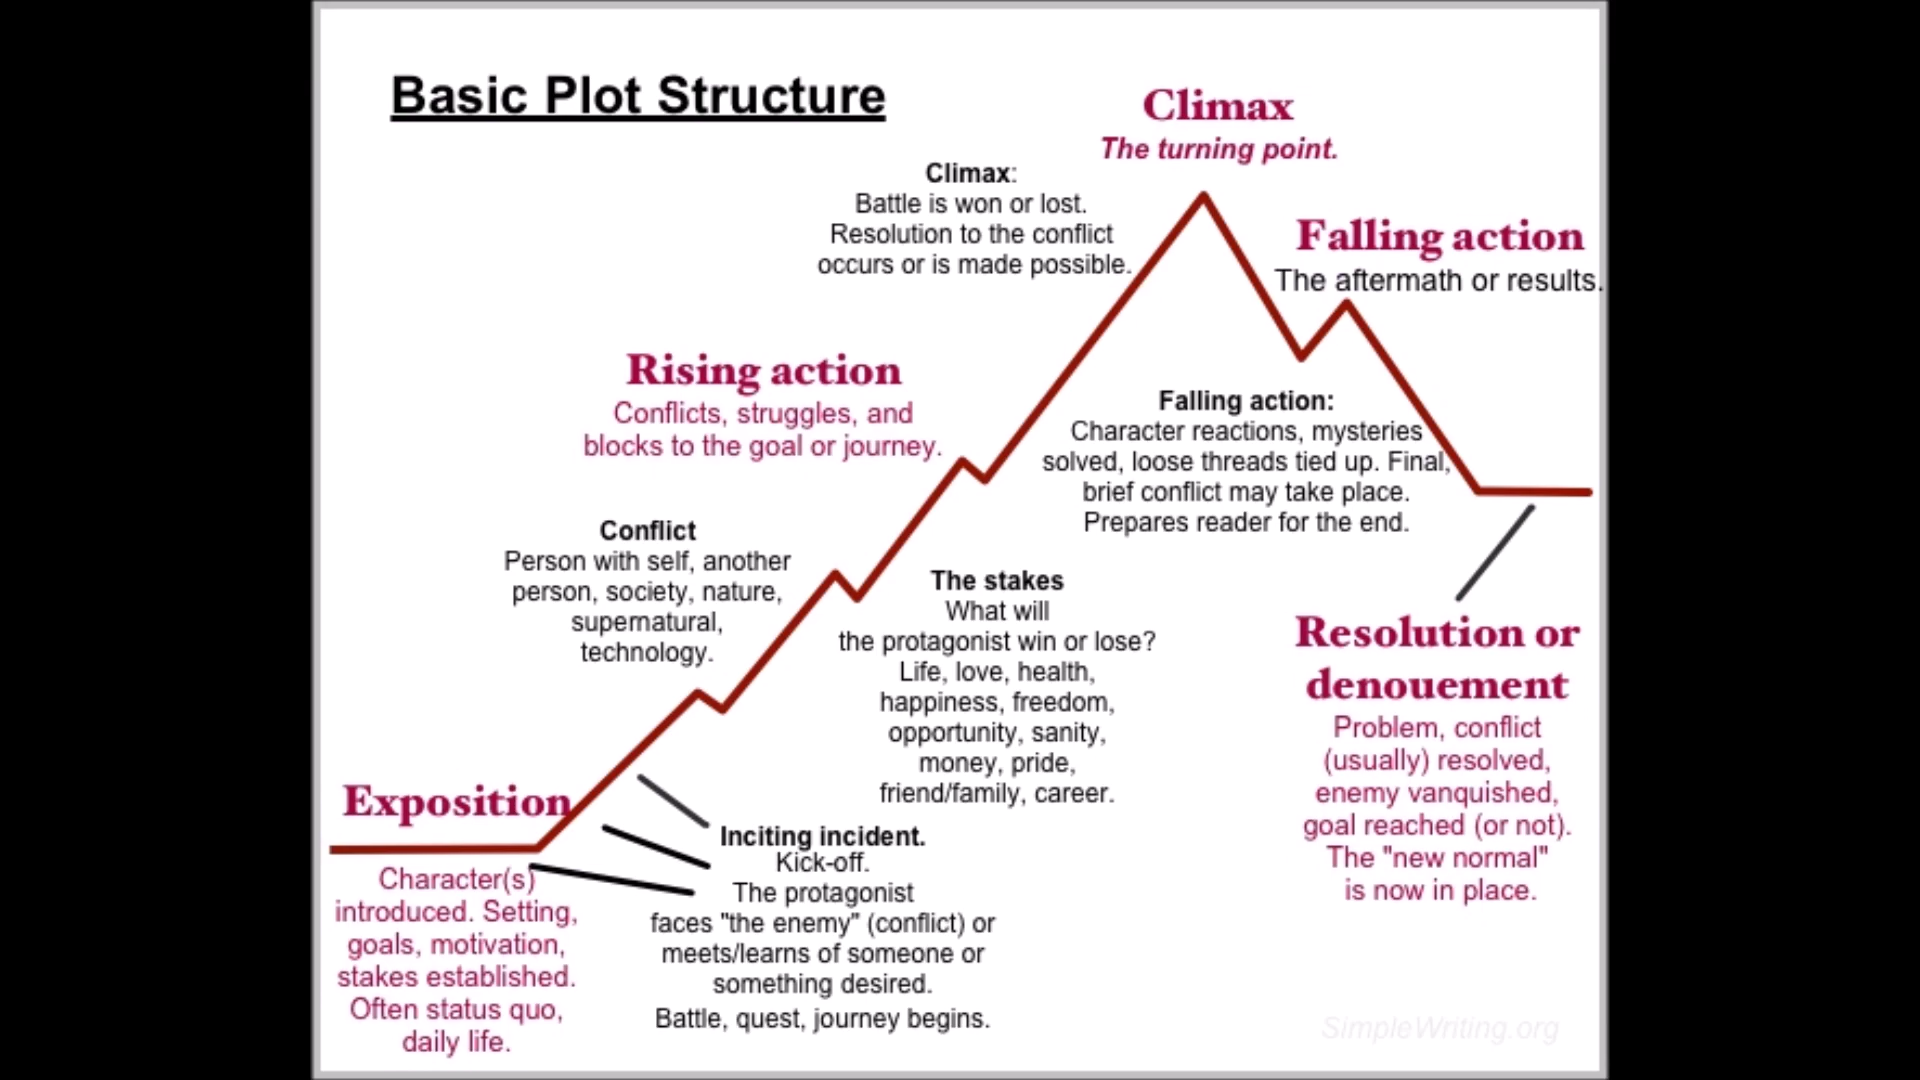 Basic Plot Structure
Climax
The turning point.
Climax:
Battle is won or lost.
Resolution to the conflict
occurs or is made possible.
Falling action
The aftermath or results.
Rising action
Conflicts, struggles, and
blocks to the goal or journey.
Falling action:
Character reactions, mysteries
solved, loose threads tied up. Final,
brief conflict may take place.
Prepares reader for the end.
Conflict
Person with self, another
person, society, nature,
supernatural,
technology.
The stakes
What will
the protagonist win or lose?
Life, love, health,
happiness, freedom,
opportunity, sanity,
money, pride,
friend/family, career.
Resolution or
denouement
Problem, conflict
(usually) resolved,
enemy vanquished,
goal reached (or not).
The "new normal"
is now in place.
Exposition
Character(s)
introduced. Setting,
goals, motivation,
stakes established.
Often status quo,
daily life.
Inciting incident.
Kick-off.
The protagonist
faces "the enemy" (conflict) or
meets/learns of someone or
something desired.
Battle, quest, journey begins.
SimpleWriting.org